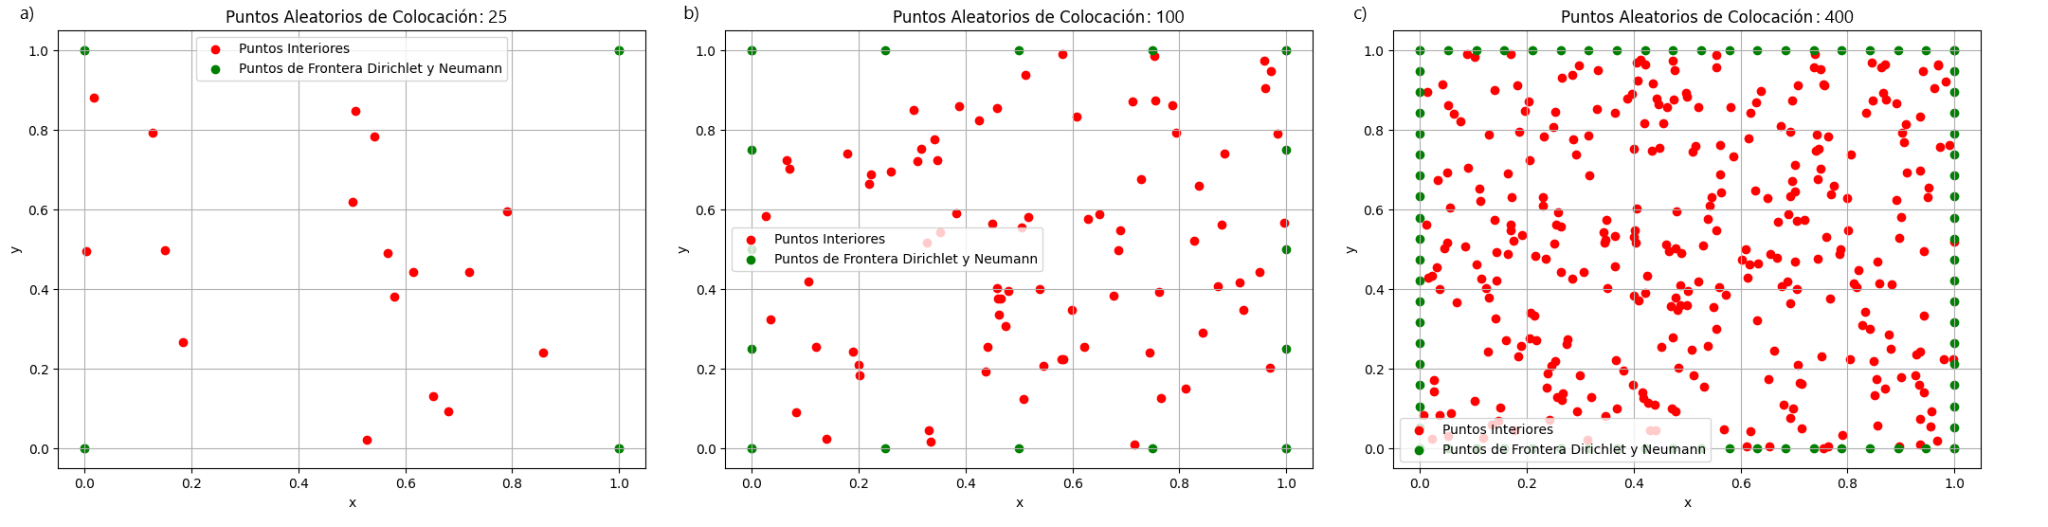 a)
Puntos Aleatorios de Colocación: 25
Puntos Interiores
Puntos de Frontera Dirichlet y Neumann
1.0
0.8
0.6
0.4
0.2
0.0
y
0.0 0.2 0.4 0.6 0.8 1.0
x
b)
Puntos Aleatorios de Colocación: 100
Puntos Interiores
Puntos de Frontera Dirichlet y Neumann
1.0
0.8
0.6
0.4
0.2
0.0
y
0.0 0.2 0.4 0.6 0.8 1.0
x
c)
Puntos Aleatorios de Colocación: 400
Puntos Interiores
Puntos de Frontera Dirichlet y Neumann
1.0
0.8
0.6
0.4
0.2
0.0
y
0.0 0.2 0.4 0.6 0.8 1.0
x